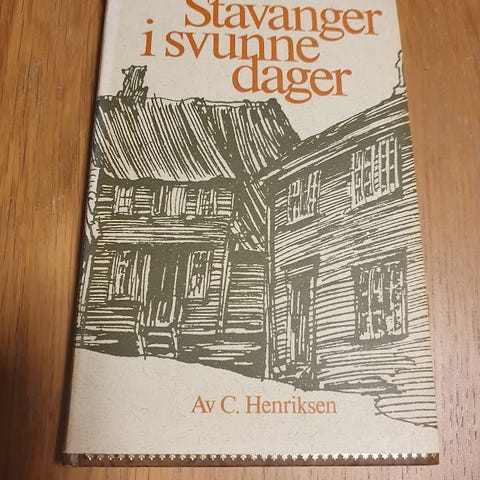 Stavanger
i svunne
dager
Av C. Henriksen